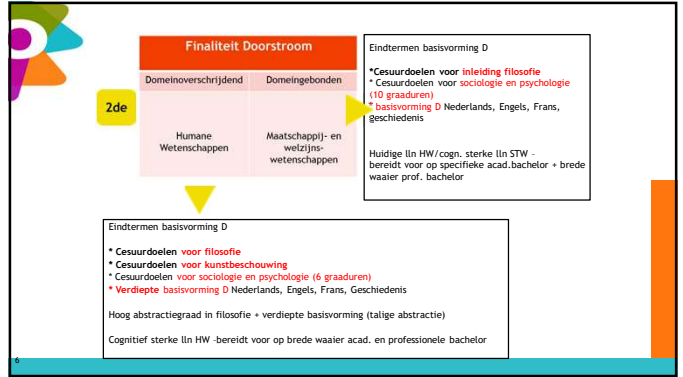 Finaliteit Doorstroom
Domeinoverschrijdend
Domeingebonden
2de
Humane
Wetenschappen
Maatschappij- en
welzijns-
wetenschappen
Eindtermen basisvorming D
*Cesuurdoelen voor inleiding filosofie
* Cesuurdoelen voor sociologie en psychologie
(10 graaduren)
* basisvorming D Nederlands, Engels, Frans,
geschiedenis
Huidige lln HW/cogn. sterke lln STW –
bereidt voor op specifieke acad.bachelor + brede
waaier prof. bachelor
Eindtermen basisvorming D
* Cesuurdoelen voor filosofie
* Cesuurdoelen voor kunstbeschouwing
* Cesuurdoelen voor sociologie en psychologie (6 graaduren)
* Verdiepte basisvorming D Nederlands, Engels, Frans, Geschiedenis
Hoog abstractiegraad in filosofie + verdiepte basisvorming (talige abstractie)
Cognitief sterke lln HW -bereidt voor op brede waaier acad. en professionele bachelor
6